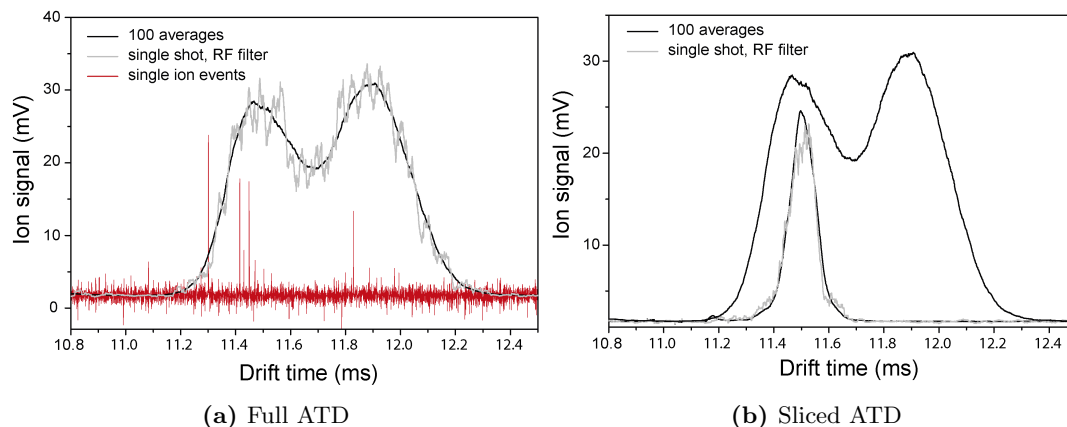 40
30
20
10
0
Ion signal (mV)
100 averages
single shot, RF filter
single ion events
10.8 11.0 11.2 11.4 11.6 11.8 12.0 12.2 12.4
Drift time (ms)
(a) Full ATD
30
20
10
Ion signal (mV)
100 averages
single shot, RF filter
10.8 11.0 11.2 11.4 11.6 11.8 12.0 12.2 12.4
Drift time (ms)
(b) Sliced ATD